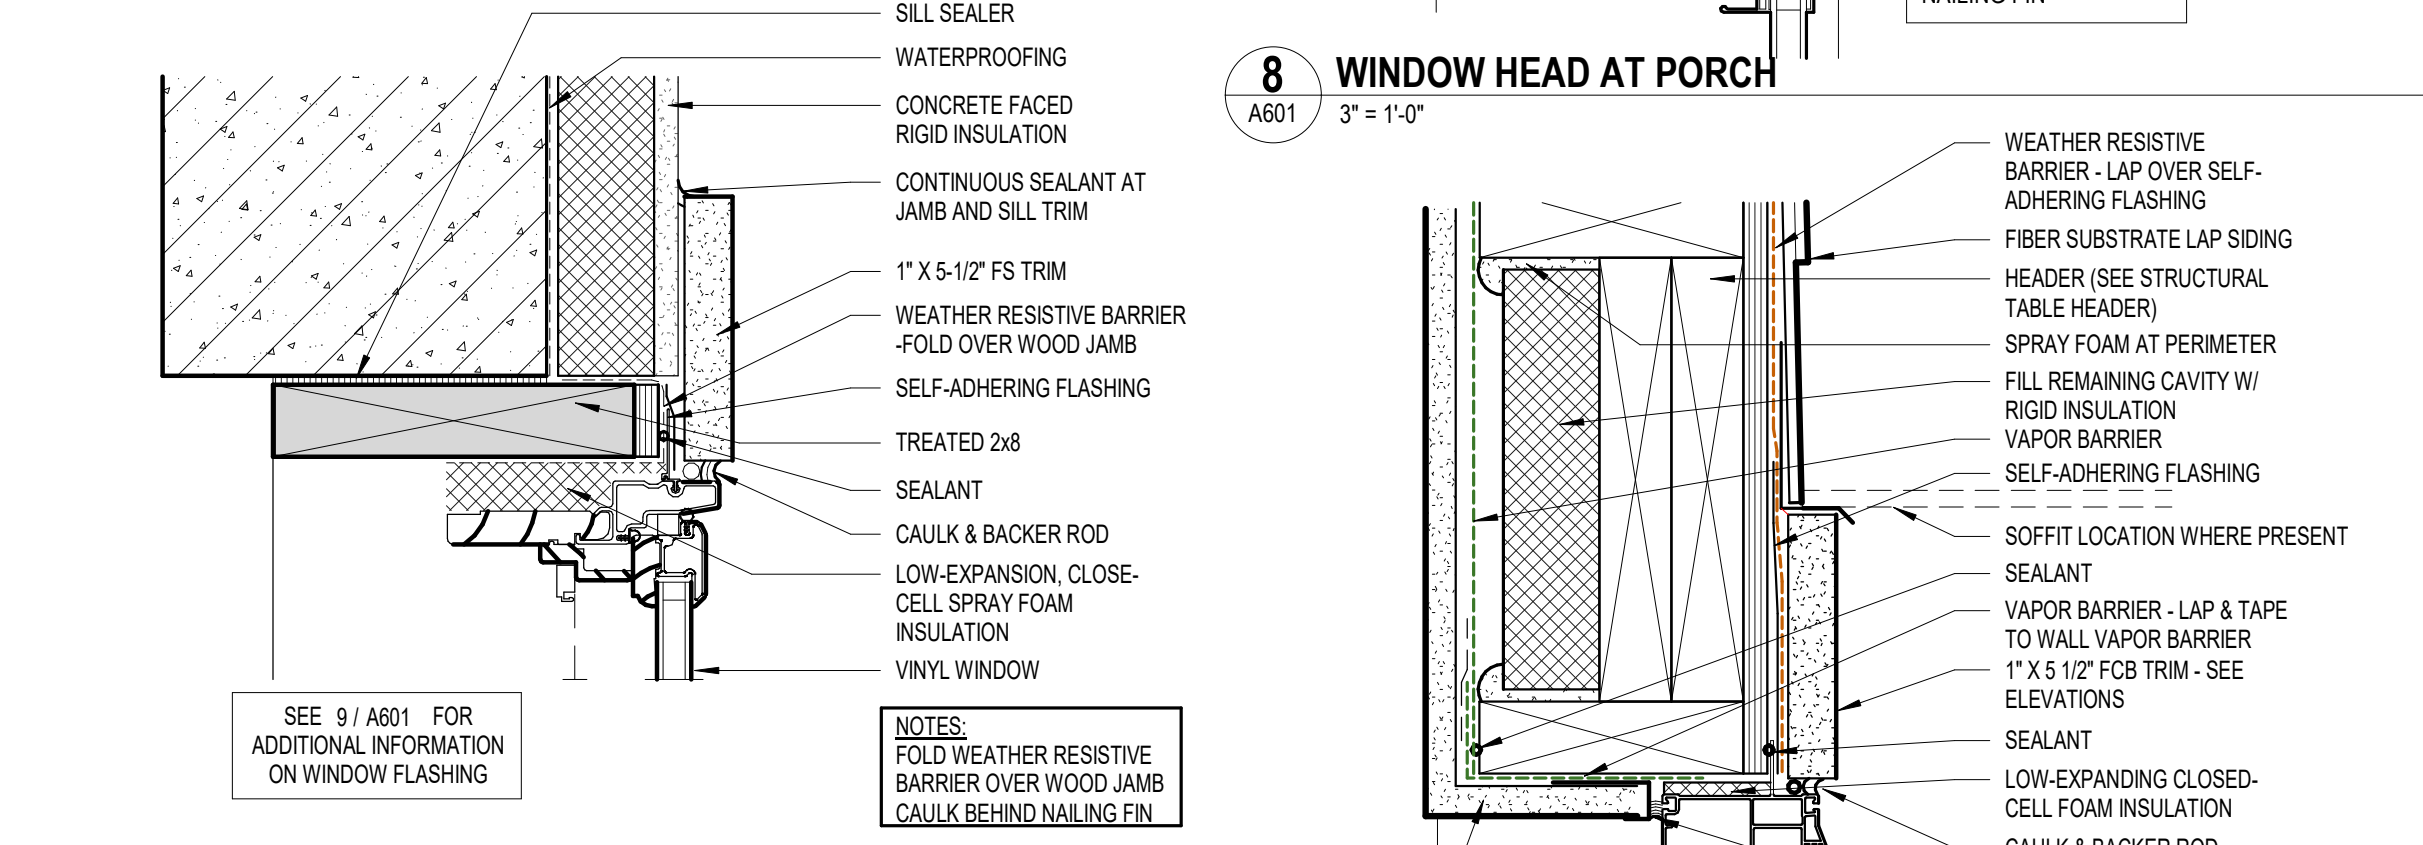 SILL SEALER
WATERPROOFING
CONCRETE FACED
RIGID INSULATION
CONTINUOUS SEALANT AT
JAMB AND SILL TRIM
1" X 5-1/2" FS TRIM
WEATHER RESISTIVE BARRIER
-FOLD OVER WOOD JAMB
SELF-ADHERING FLASHING
TREATED 2x8
SEALANT
CAULK & BACKER ROD
LOW-EXPANSION, CLOSE-
CELL SPRAY FOAM
INSULATION
VINYL WINDOW
SEE 9 / A601 FOR
ADDITIONAL INFORMATION
ON WINDOW FLASHING
NOTES:
FOLD WEATHER RESISTIVE
BARRIER OVER WOOD JAMB
CAULK BEHIND NAILING FIN
NAILING FIN
8
A601
WINDOW HEAD AT PORCH
3" = 1'-0"
WEATHER RESISTIVE
BARRIER - LAP OVER SELF-
ADHERING FLASHING
FIBER SUBSTRATE LAP SIDING
HEADER (SEE STRUCTURAL
TABLE HEADER)
SPRAY FOAM AT PERIMETER
FILL REMAINING CAVITY W/
RIGID INSULATION
VAPOR BARRIER
SELF-ADHERING FLASHING
SOFFIT LOCATION WHERE PRESENT
SEALANT
VAPOR BARRIER - LAP & TAPE
TO WALL VAPOR BARRIER
1" X 5 1/2" FCB TRIM - SEE
ELEVATIONS
SEALANT
LOW-EXPANDING CLOSED-
CELL FOAM INSULATION
CAULK & BACKER ROD